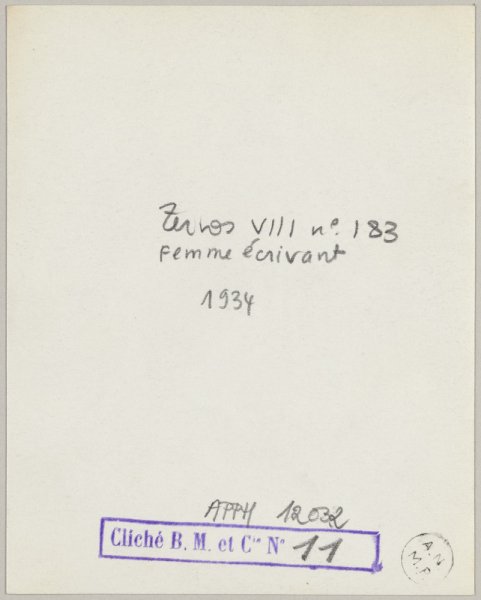 Zervos VIII n° 183
Femme écrivant
1934
APPH 12032
Cliché B. M. et Cie N° 11
A. N.
M. P.